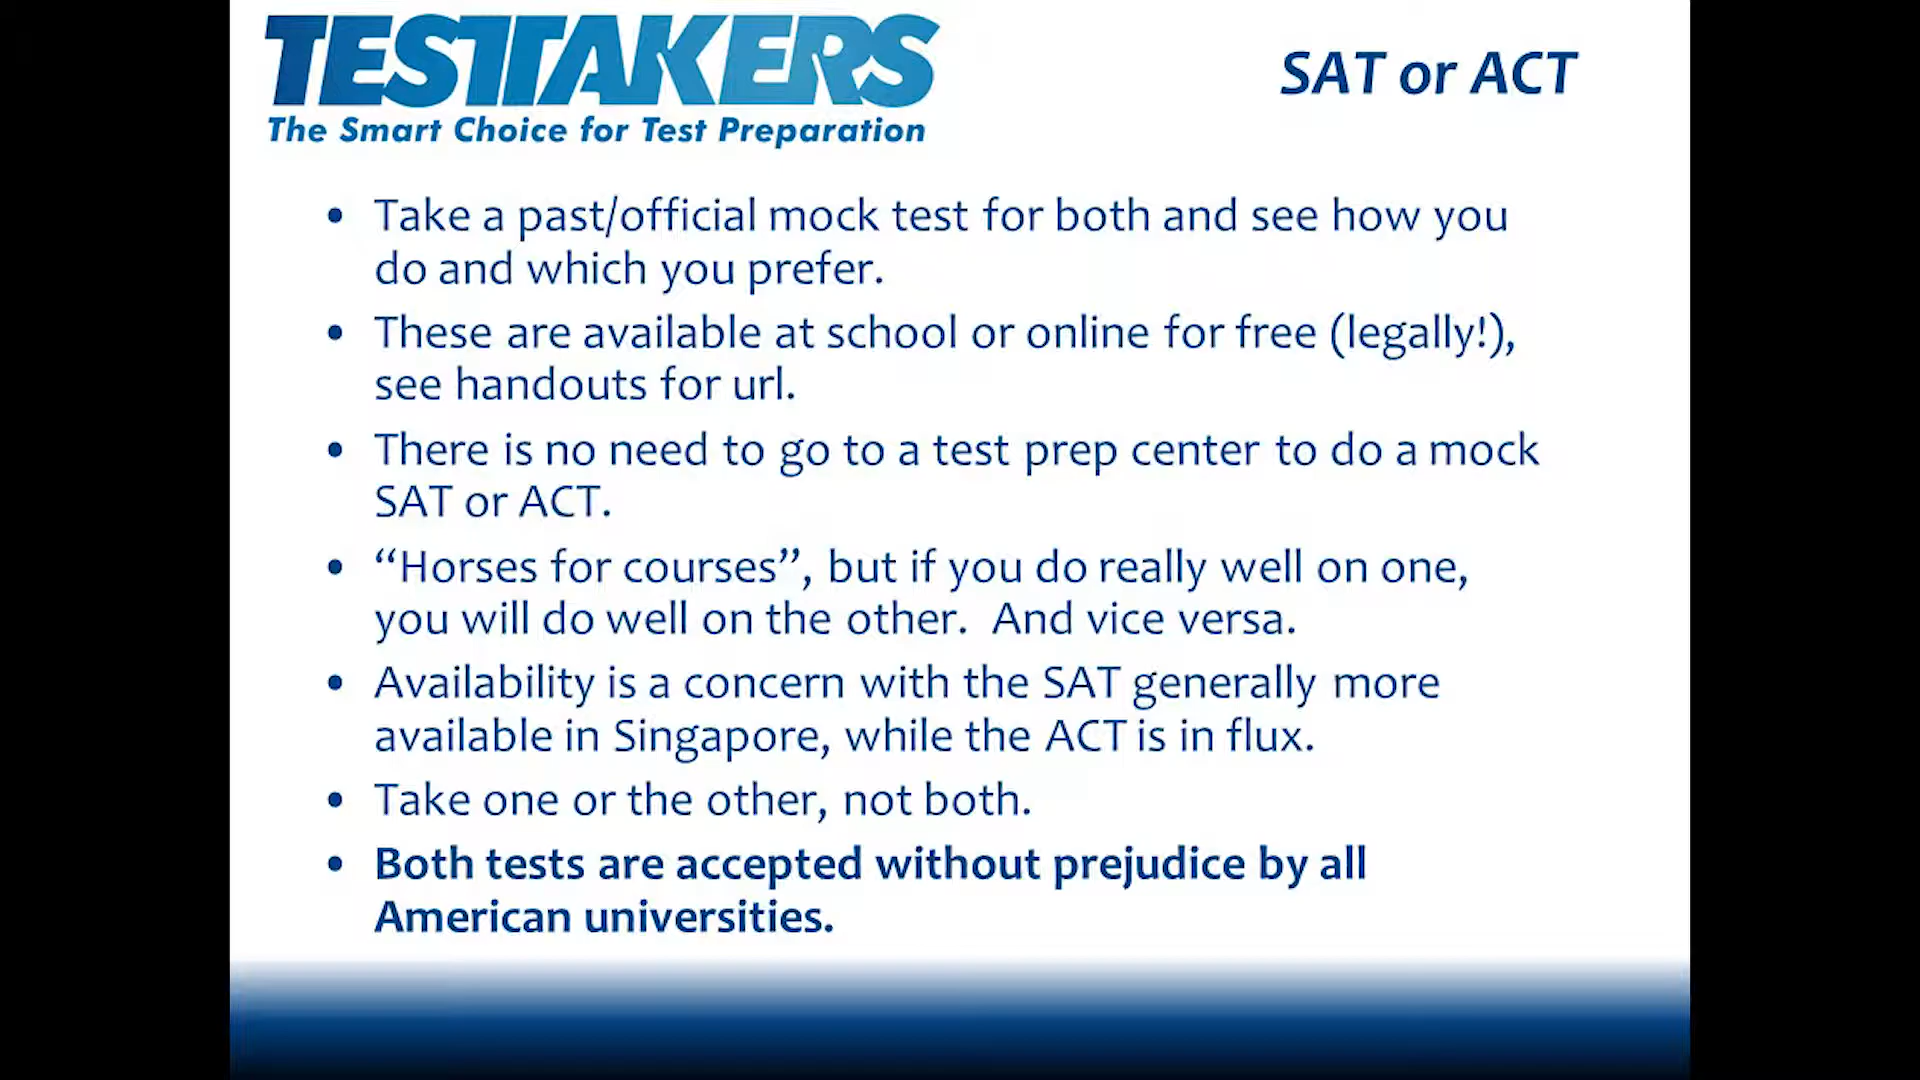 TESTTAKERS
The Smart Choice for Test Preparation
SAT or ACT
• Take a past/official mock test for both and see how you
do and which you prefer.
• These are available at school or online for free (legally!),
see handouts for url.
• There is no need to go to a test prep center to do a mock
SAT or ACT.
• “Horses for courses”, but if you do really well on one,
you will do well on the other.  And vice versa.
• Availability is a concern with the SAT generally more
available in Singapore, while the ACT is in flux.
• Take one or the other, not both.
• Both tests are accepted without prejudice by all
American universities.